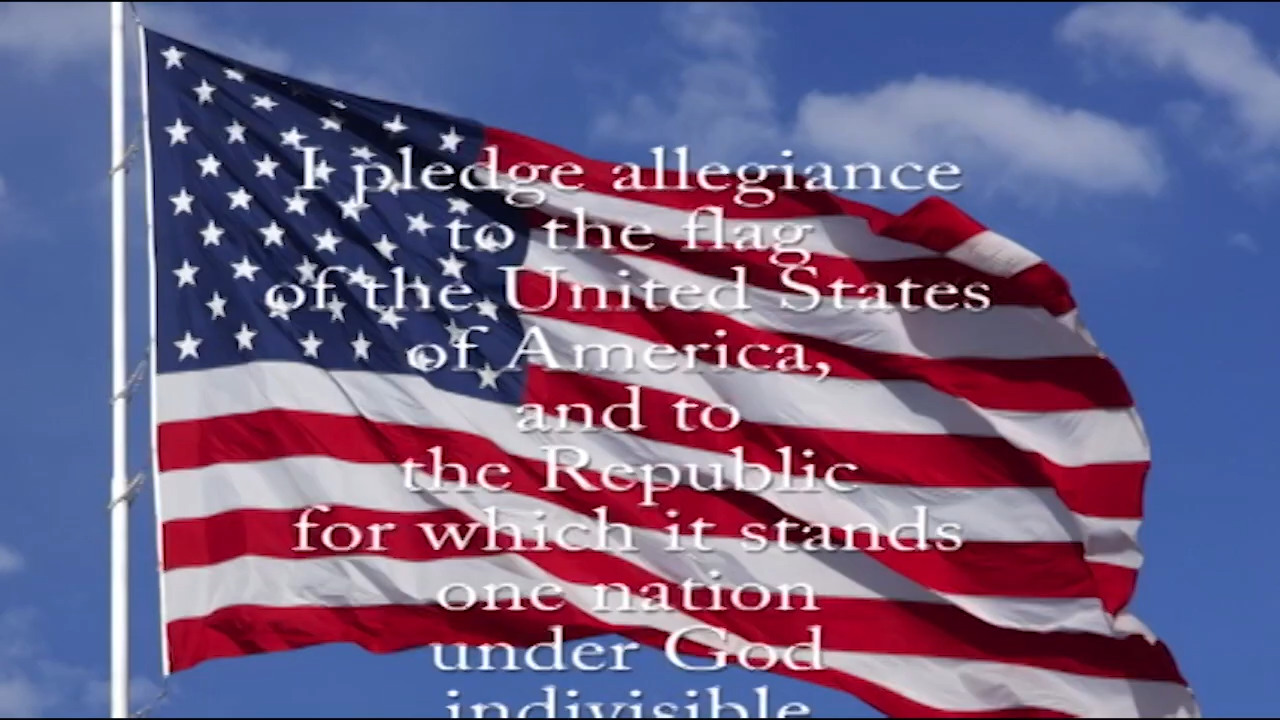 I pledge allegiance
to the flag
of the United States
of America,
and to
the Republic
for which it stands
one nation
under God
indivisible